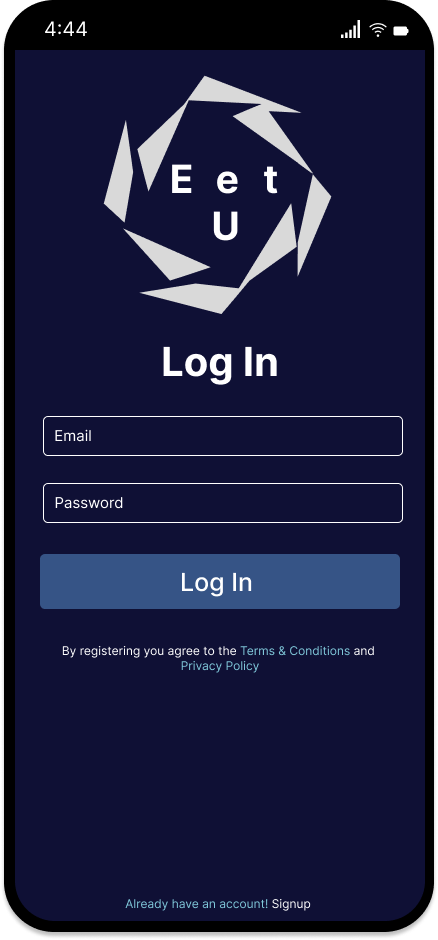 4:44
E e t
U
Log In
Email
Password
Log In
By registering you agree to the Terms & Conditions and
Privacy Policy
Already have an account! Signup